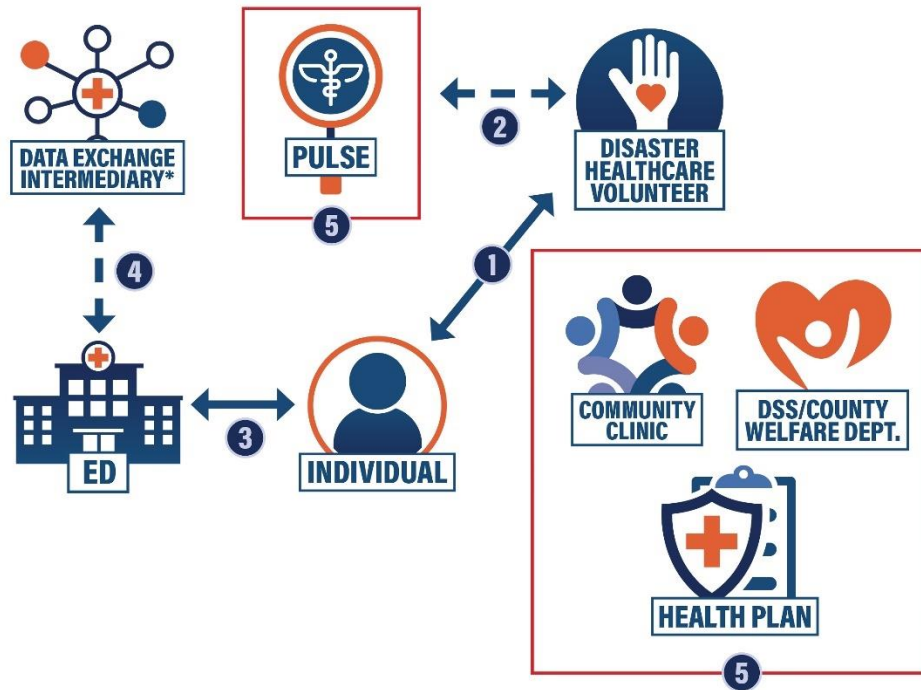 DATA EXCHANGE
INTERMEDIARY*
PULSE
5
2
DISASTER
HEALTHCARE
VOLUNTEER
4
1
ED
3
INDIVIDUAL
COMMUNITY
CLINIC
DSS/COUNTY
WELFARE DEPT.
HEALTH PLAN
5